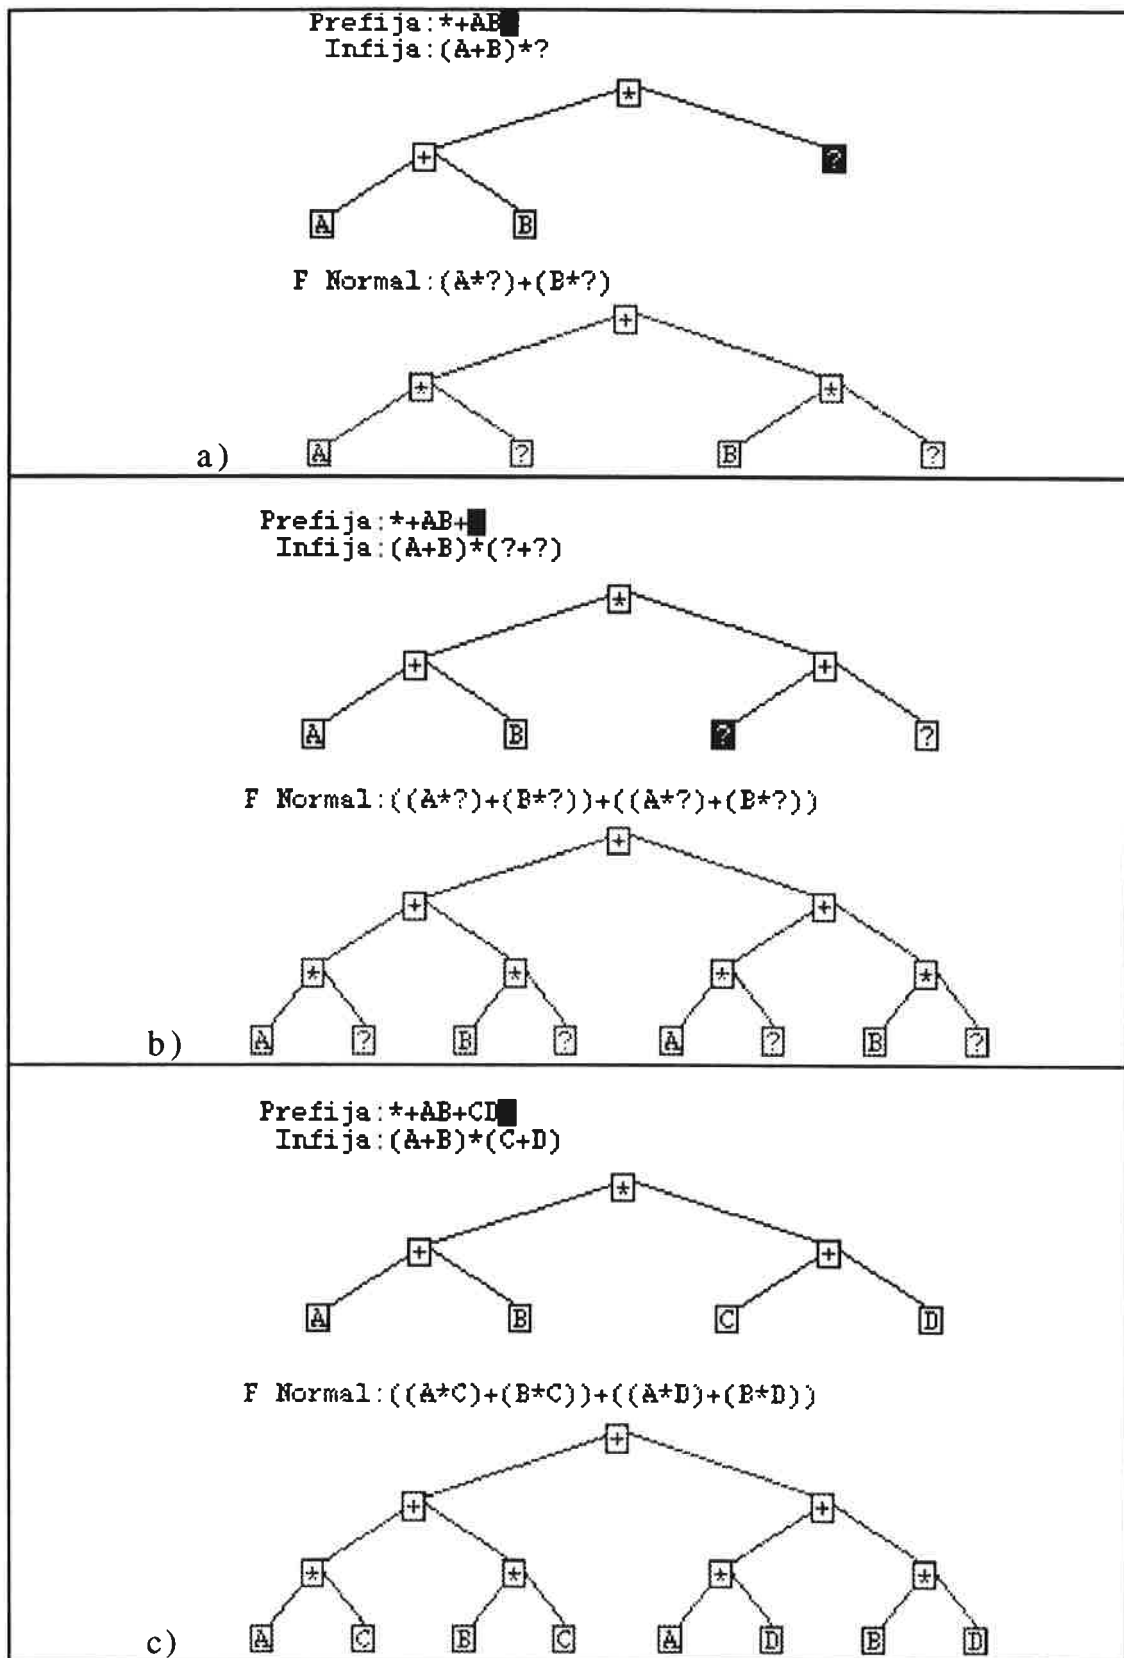 Prefija:*+AB
Infija:(A+B)*?
*
+ ?
A B
F Normal:(A*?)+(B*?)
+
* *
A ? B ?
a)
Prefija:*+AB+
Infija:(A+B)*(?+?)
*
+ +
A B ? ?
F Normal:((A*?)+(B*?))+((A*?)+(B*?))
+
+ +
* * * *
A ? B ? A ? B ?
b)
Prefija:*+AB+CD
Infija:(A+B)*(C+D)
*
+ +
A B C D
F Normal:((A*C)+(B*C))+((A*D)+(B*D))
+
+ +
* * * *
A C B C A D B D
c)